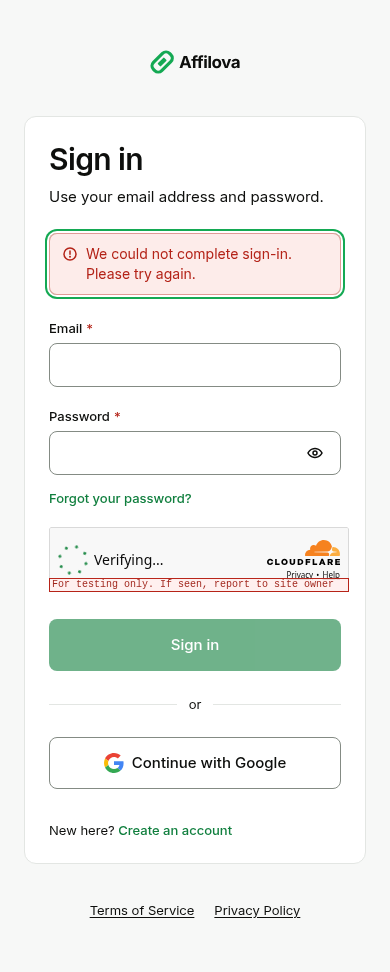 Affilova
Sign in
Use your email address and password.
We could not complete sign-in.
Please try again.
Email *
Password *
Forgot your password?
Verifying...
CLOUDFLARE
Privacy • Help
For testing only. If seen, report to site owner
Sign in
or
Continue with Google
New here? Create an account
Terms of Service Privacy Policy